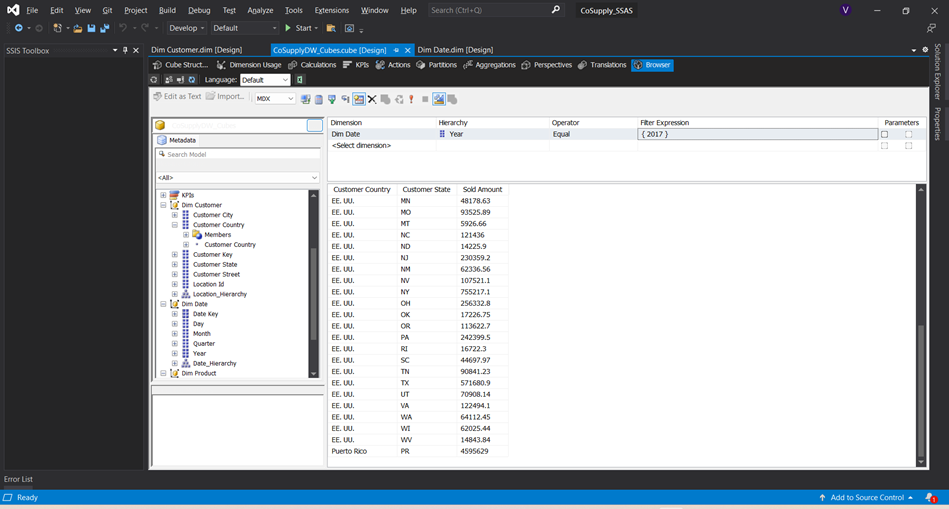 File Edit View Git Project Build Debug Test Analyze Tools Extensions Window Help Search (Ctrl+Q) CoSupply_SSAS V
Develop Default Start
SSIS Toolbox
Dim Customer.dim [Design] CoSupplyDW_Cubes.cube [Design] Dim Date.dim [Design]
Cube Struct... Dimension Usage Calculations KPIs Actions Partitions Aggregations Perspectives Translations Browser
Language: Default
Edit as Text Import... MDX
Metadata
Search Model
<All>
KPIs
Dim Customer
Customer City
Customer Country
Members
Customer Country
Customer Key
Customer State
Customer Street
Location Id
Location_Hierarchy
Dim Date
Date Key
Day
Month
Quarter
Year
Date_Hierarchy
Dim Product
Dimension Hierarchy Operator Filter Expression Parameters
Dim Date Year Equal { 2017 }
<Select dimension>
Customer Country Customer State Sold Amount
EE. UU. MN 48178.63
EE. UU. MO 93525.89
EE. UU. MT 5926.66
EE. UU. NC 121436
EE. UU. ND 14225.9
EE. UU. NJ 230359.2
EE. UU. NM 62336.56
EE. UU. NV 107521.1
EE. UU. NY 755217.1
EE. UU. OH 256332.8
EE. UU. OK 17226.75
EE. UU. OR 113622.7
EE. UU. PA 242399.5
EE. UU. RI 16722.3
EE. UU. SC 44697.97
EE. UU. TN 90841.23
EE. UU. TX 571680.9
EE. UU. UT 70908.14
EE. UU. VA 122494.1
EE. UU. WA 64112.45
EE. UU. WI 62025.44
EE. UU. WV 14843.84
Puerto Rico PR 4595629
Solution Explorer
Properties
Error List
Ready Add to Source Control 1